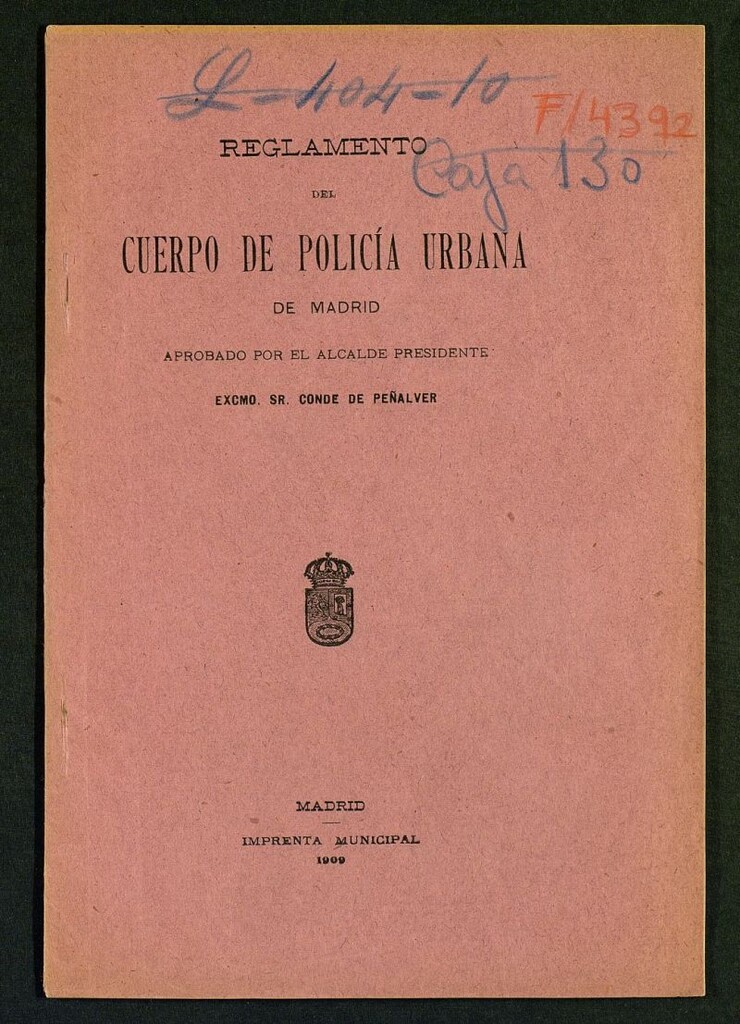 L-404-10
F/4392
REGLAMENTO
Caja 130
DEL
CUERPO DE POLICÍA URBANA
DE MADRID
APROBADO POR EL ALCALDE PRESIDENTE
EXCMO. SR. CONDE DE PEÑALVER
MADRID
IMPRENTA MUNICIPAL
1909